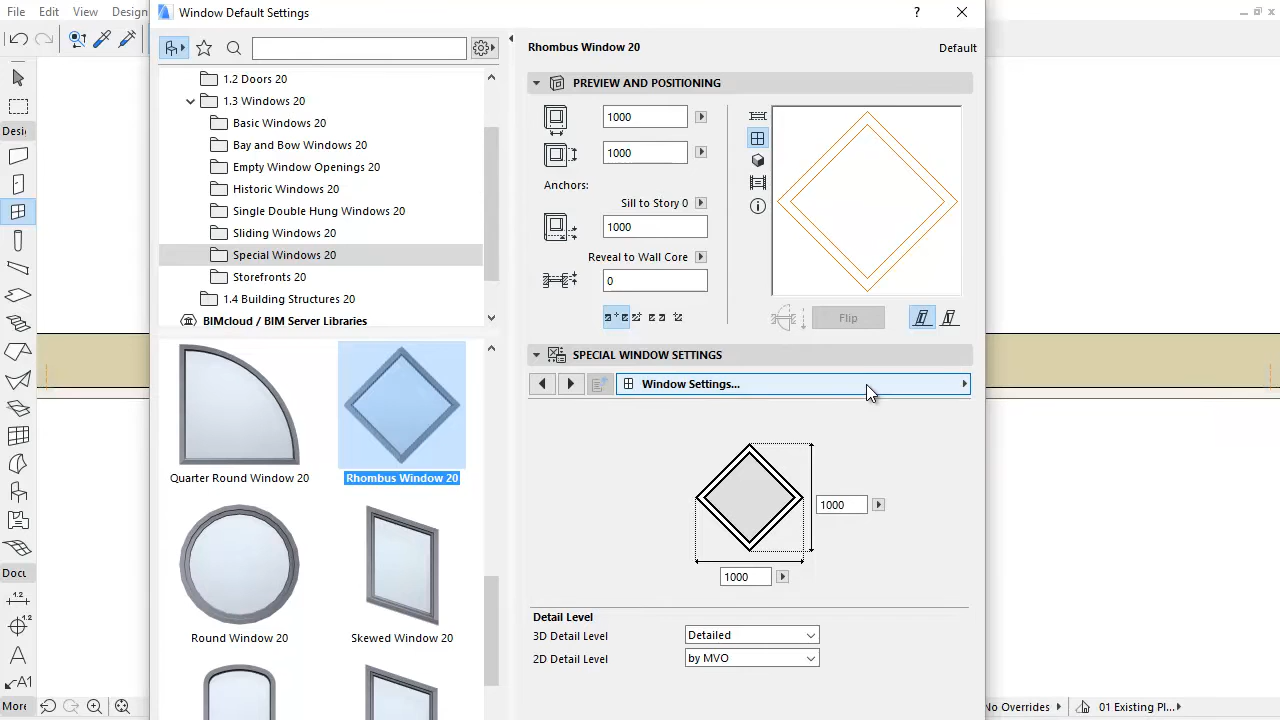 File Edit View Design
Window Default Settings
?
Rhombus Window 20
Default
1.2 Doors 20
1.3 Windows 20
Basic Windows 20
Bay and Bow Windows 20
Empty Window Openings 20
Historic Windows 20
Single Double Hung Windows 20
Sliding Windows 20
Special Windows 20
Storefronts 20
1.4 Building Structures 20
BIMcloud / BIM Server Libraries
Quarter Round Window 20
Rhombus Window 20
Round Window 20
Skewed Window 20
PREVIEW AND POSITIONING
1000
1000
Anchors:
Sill to Story 0
1000
Reveal to Wall Core
0
Flip
SPECIAL WINDOW SETTINGS
Window Settings...
1000
1000
Detail Level
3D Detail Level Detailed
2D Detail Level by MVO
Desi
Docu
1.2
1.2
A
A1
More
No Overrides
01 Existing Pl...